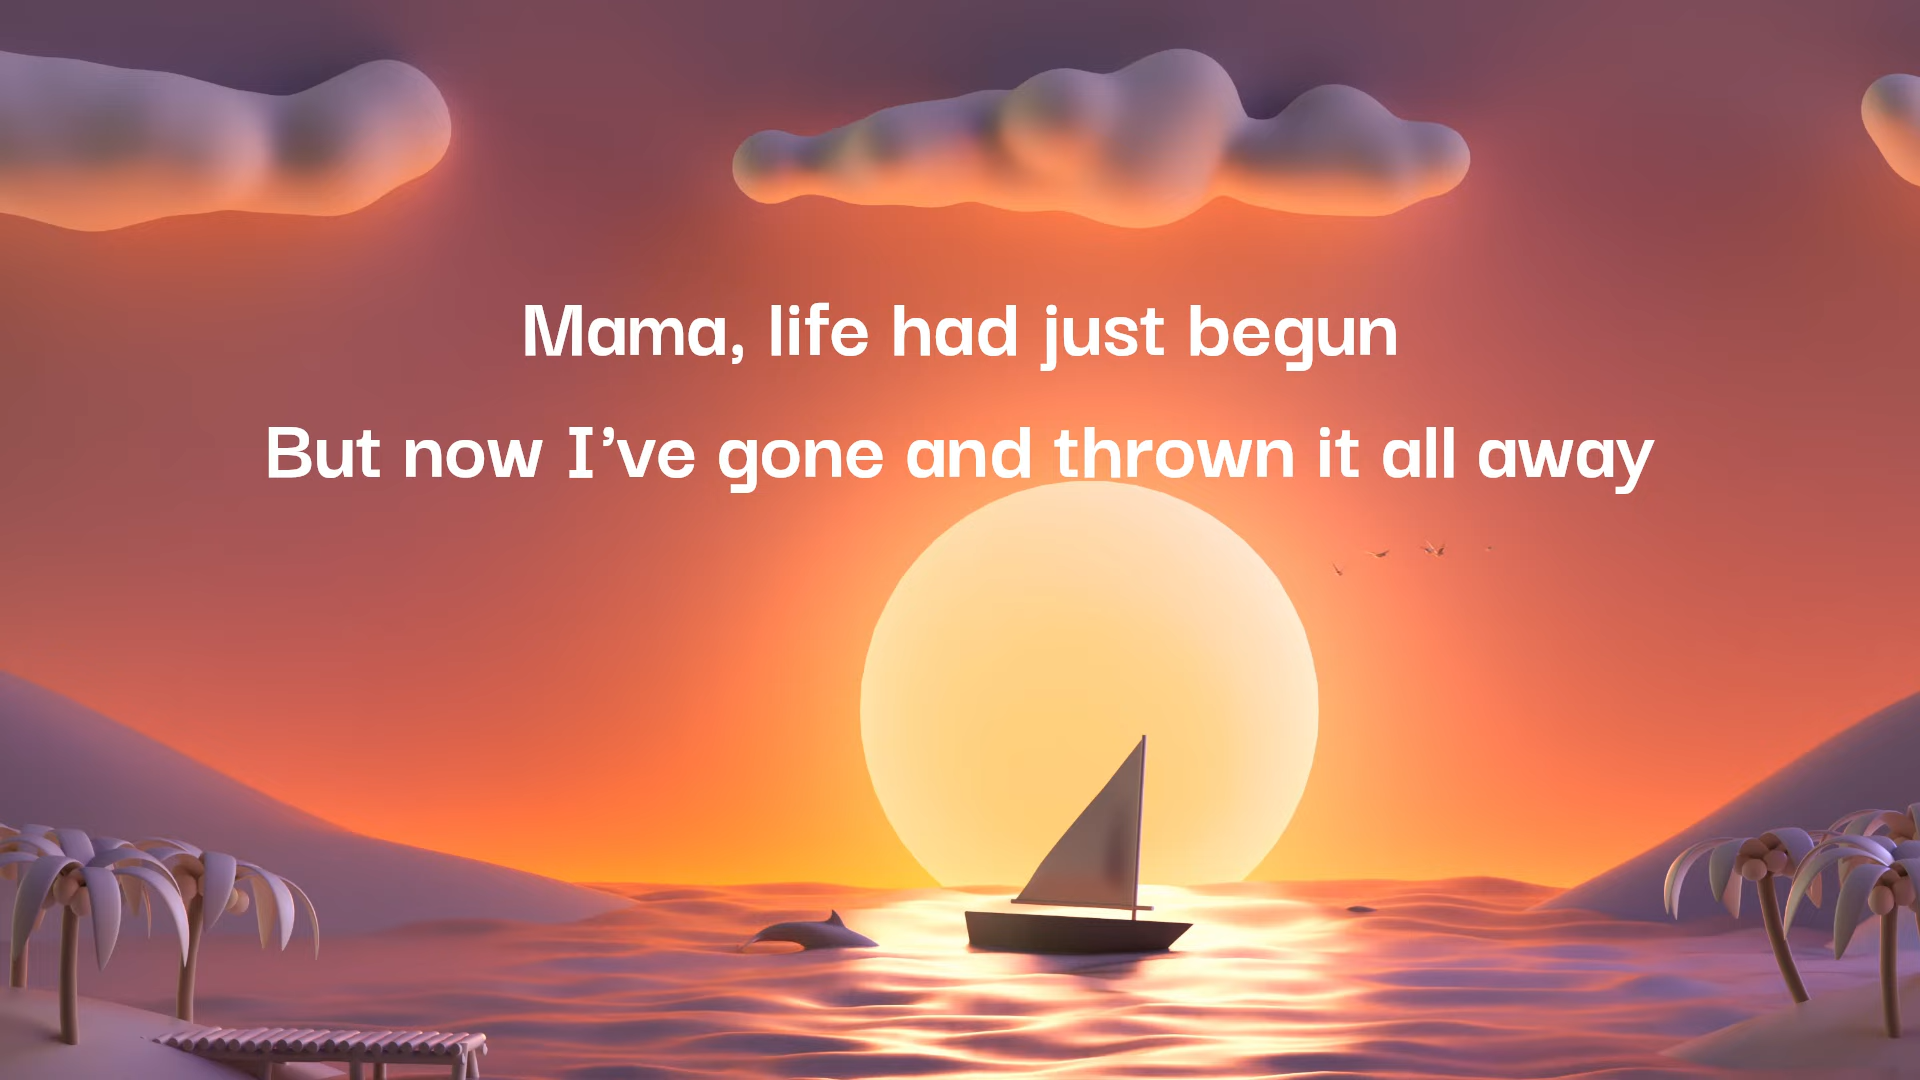 Mama, life had just begun
But now I’ve gone and thrown it all away